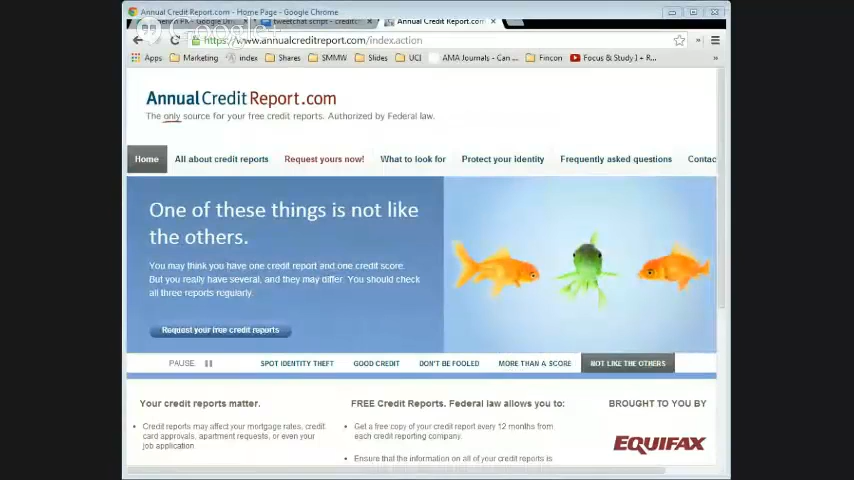 Annual Credit Report.com - Home Page - Google Chrome
tweetchat script - creditc
Annual Credit Report.com
Google+
https://www.annualcreditreport.com/index.action
Apps Marketing index Shares SMMW Slides UCI AMA Journals - Can ... Fincon Focus & Study I + R...
AnnualCreditReport.com
The only source for your free credit reports. Authorized by Federal law.
Home All about credit reports Request yours now! What to look for Protect your identity Frequently asked questions Contac
One of these things is not like
the others.
You may think you have one credit report and one credit score.
But you really have several, and they may differ. You should check
all three reports regularly.
Request your free credit reports
PAUSE SPOT IDENTITY THEFT GOOD CREDIT DON'T BE FOOLED MORE THAN A SCORE NOT LIKE THE OTHERS
Your credit reports matter.
Credit reports may affect your mortgage rates, credit
card approvals, apartment requests, or even your
job application.
FREE Credit Reports. Federal law allows you to:
Get a free copy of your credit report every 12 months from
each credit reporting company.
Ensure that the information on all of your credit reports is
BROUGHT TO YOU BY
EQUIFAX